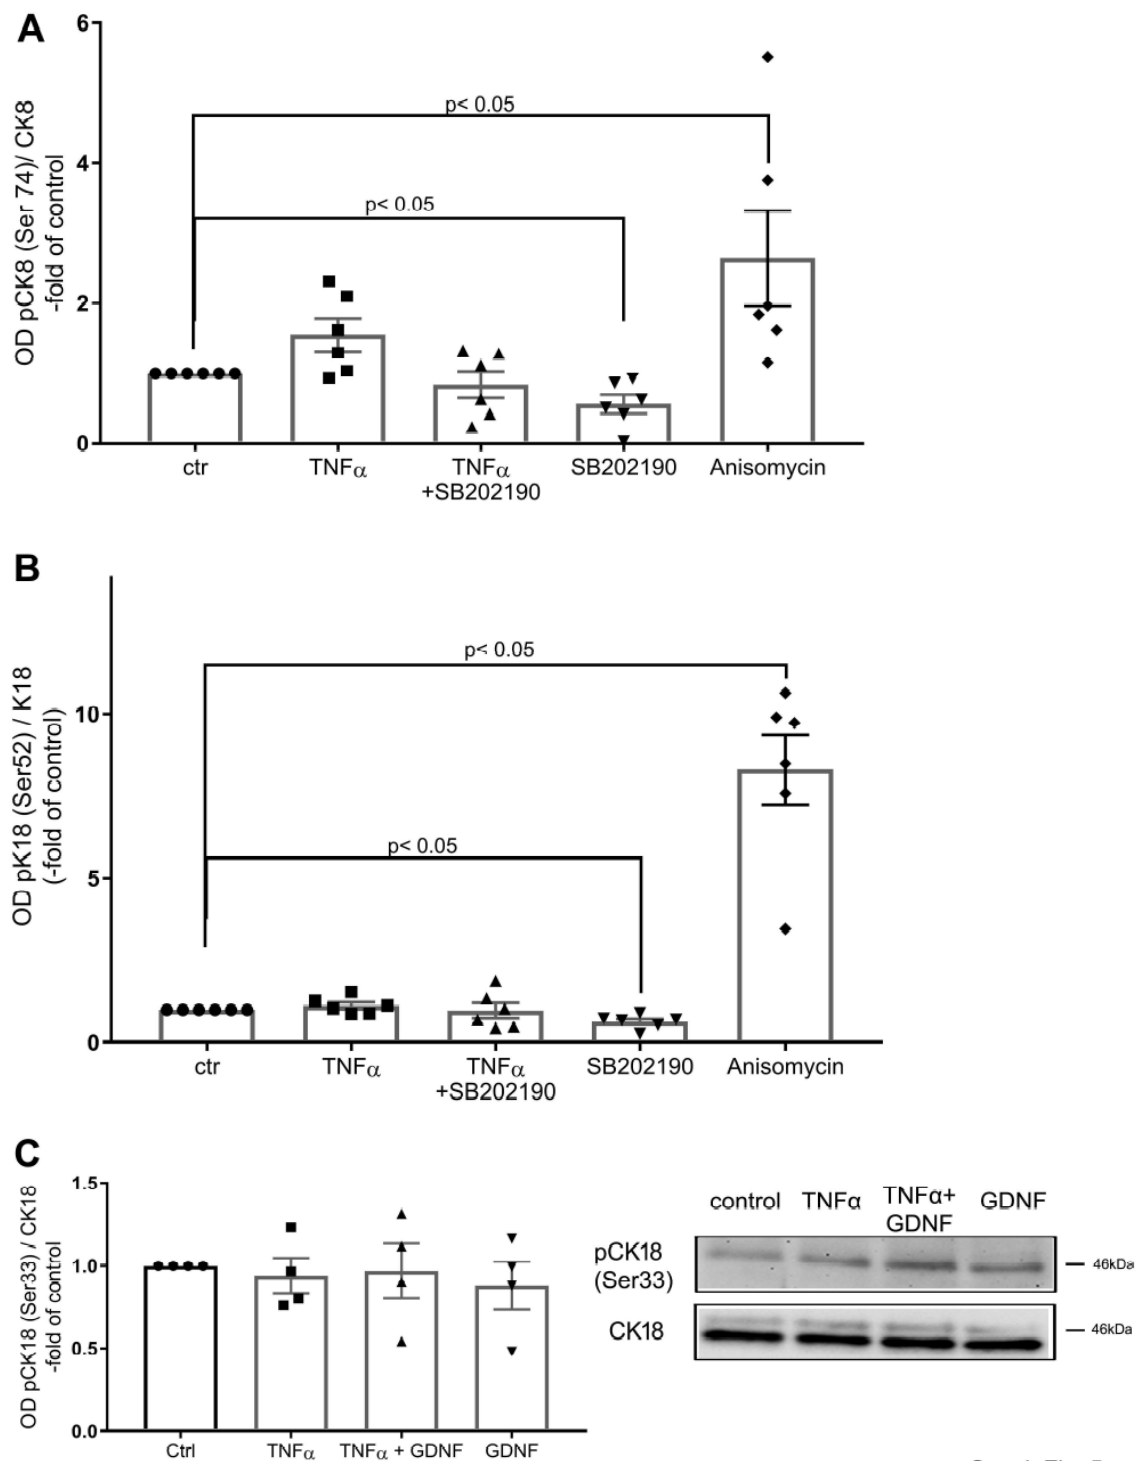 A
OD pCK8 (Ser 74)/ CK8
-fold of control
6
4
2
0
p< 0.05
p< 0.05
ctr
TNFα
TNFα
+SB202190
SB202190
Anisomycin
B
OD pK18 (Ser52) / K18
(-fold of control)
10
5
0
p< 0.05
p< 0.05
ctr
TNFα
TNFα
+SB202190
SB202190
Anisomycin
C
OD pCK18 (Ser33) / CK18
-fold of control
1.5
1.0
0.5
0.0
Ctrl
TNFα
TNFα + GDNF
GDNF
control
TNFα
TNFα+
GDNF
GDNF
pCK18
(Ser33)
46kDa
CK18
46kDa